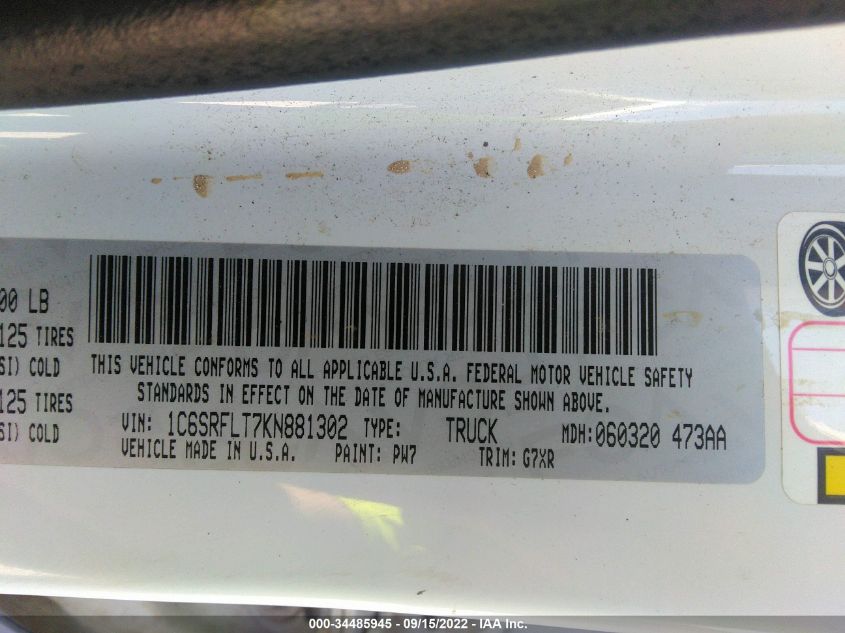 00 LB
125 TIRES
SI) COLD
125 TIRES
SI) COLD
THIS VEHICLE CONFORMS TO ALL APPLICABLE U.S.A. FEDERAL MOTOR VEHICLE SAFETY
STANDARDS IN EFFECT ON THE DATE OF MANUFACTURE SHOWN ABOVE.
VIN: 1C6SRFLT7KN881302 TYPE: TRUCK MDH:060320 473AA
VEHICLE MADE IN U.S.A. PAINT: PW7 TRIM: G7XR
000-34485945 - 09/15/2022 - IAA Inc.